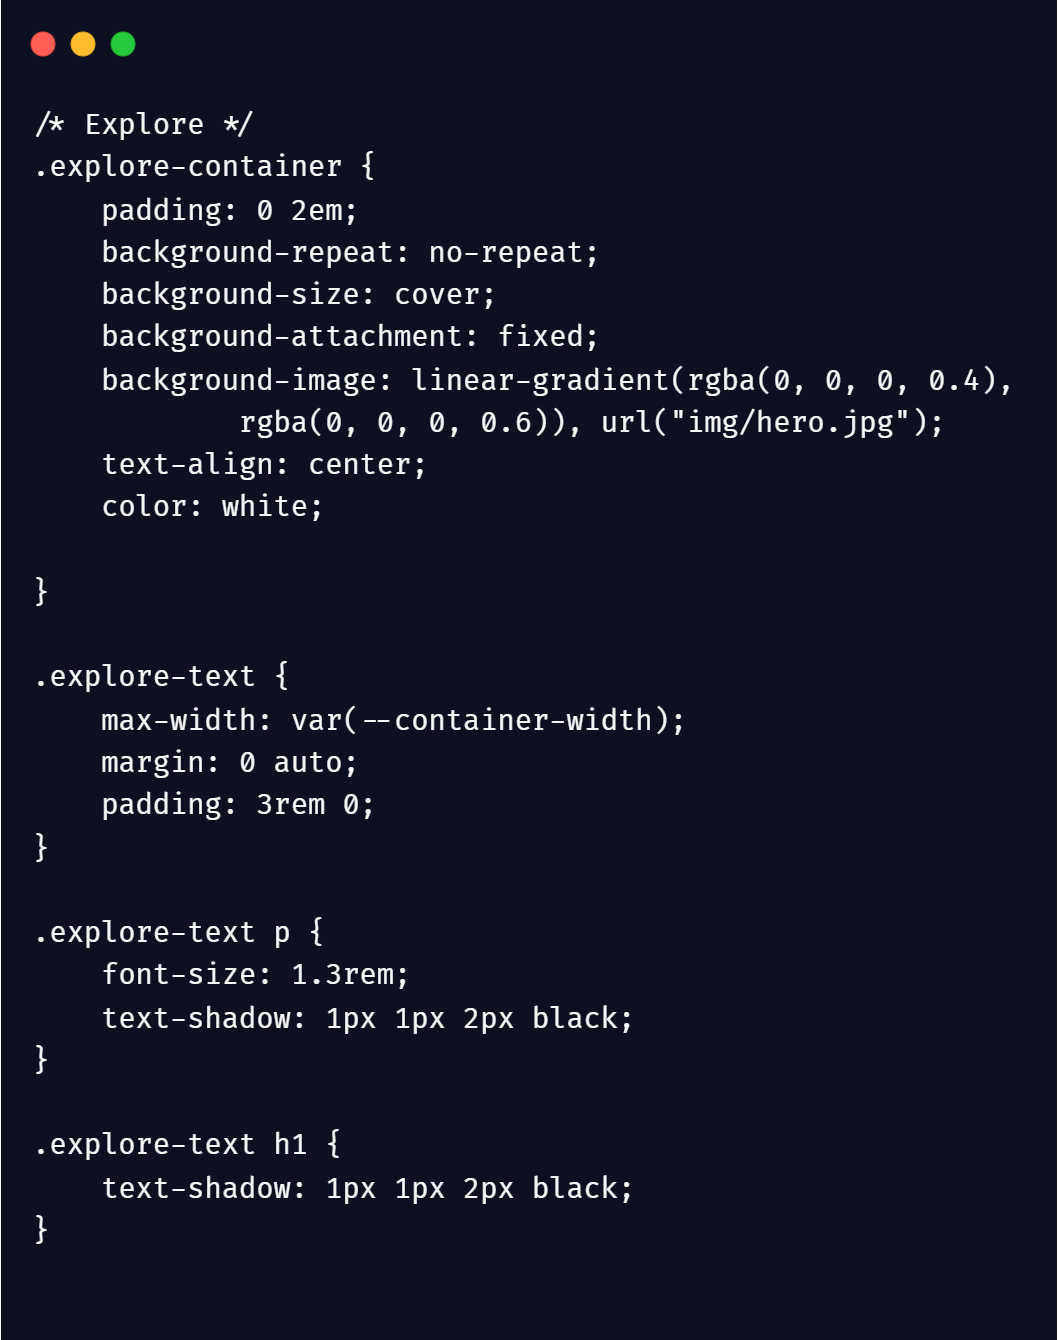 /* Explore */
.explore-container {
    padding: 0 2em;
    background-repeat: no-repeat;
    background-size: cover;
    background-attachment: fixed;
    background-image: linear-gradient(rgba(0, 0, 0, 0.4),
            rgba(0, 0, 0, 0.6)), url("img/hero.jpg");
    text-align: center;
    color: white;

}

.explore-text {
    max-width: var(--container-width);
    margin: 0 auto;
    padding: 3rem 0;
}

.explore-text p {
    font-size: 1.3rem;
    text-shadow: 1px 1px 2px black;
}

.explore-text h1 {
    text-shadow: 1px 1px 2px black;
}